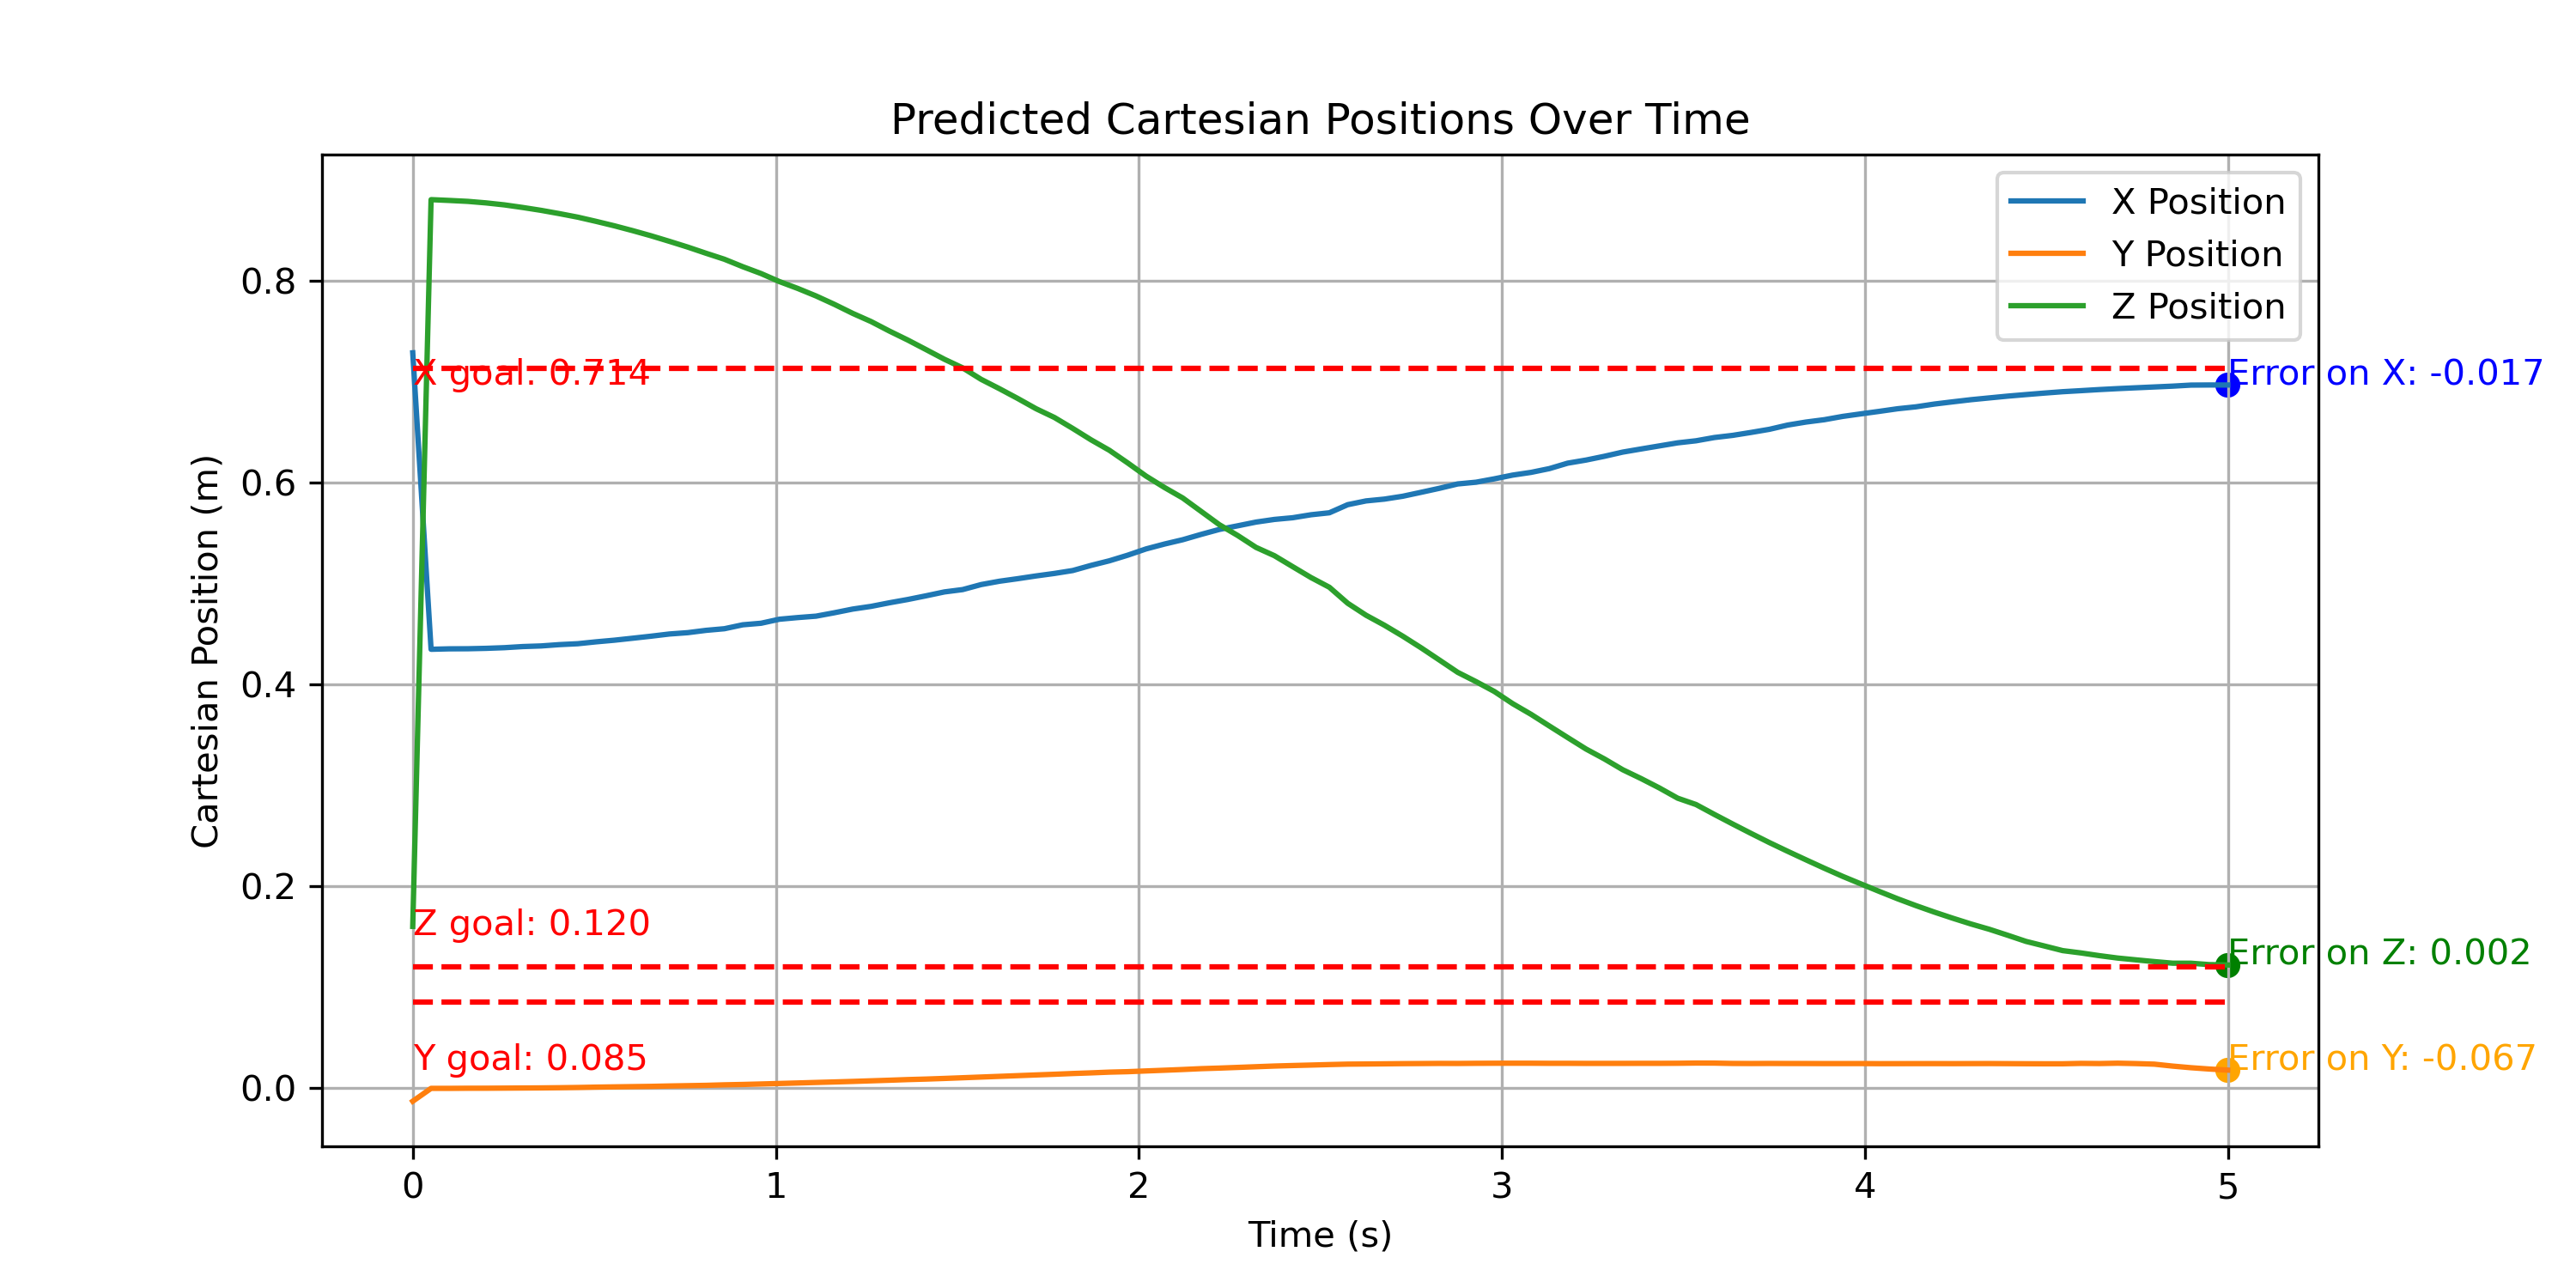 Predicted Cartesian Positions Over Time
X Position
Y Position
Z Position
Cartesian Position (m)
0.8
0.6
0.4
0.2
0.0
X goal: 0.714
Error on X: -0.017
Z goal: 0.120
Error on Z: 0.002
Y goal: 0.085
Error on Y: -0.067
0 1 2 3 4 5
Time (s)